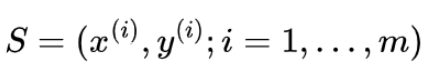 S = (x^{(i)}, y^{(i)}; i = 1, ..., m)